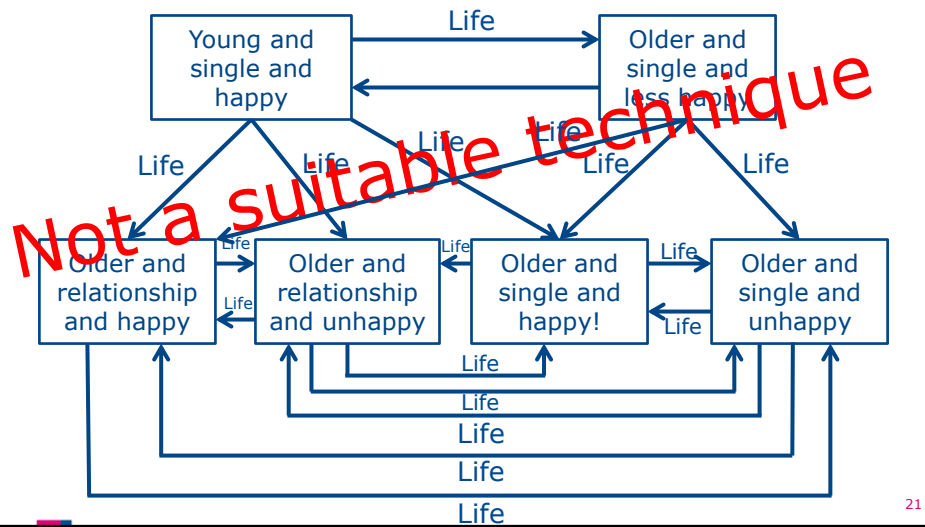 Life
Young and
single and
happy
Older and
single and
less happy
Not a suitable technique
Life
Life
Life
Life
Life
Life
Life
Life
Life
Older and
relationship
and happy
Life
Older and
relationship
and unhappy
Older and
single and
happy!
Life
Older and
single and
unhappy
Life
Life
Life
Life
Life
21